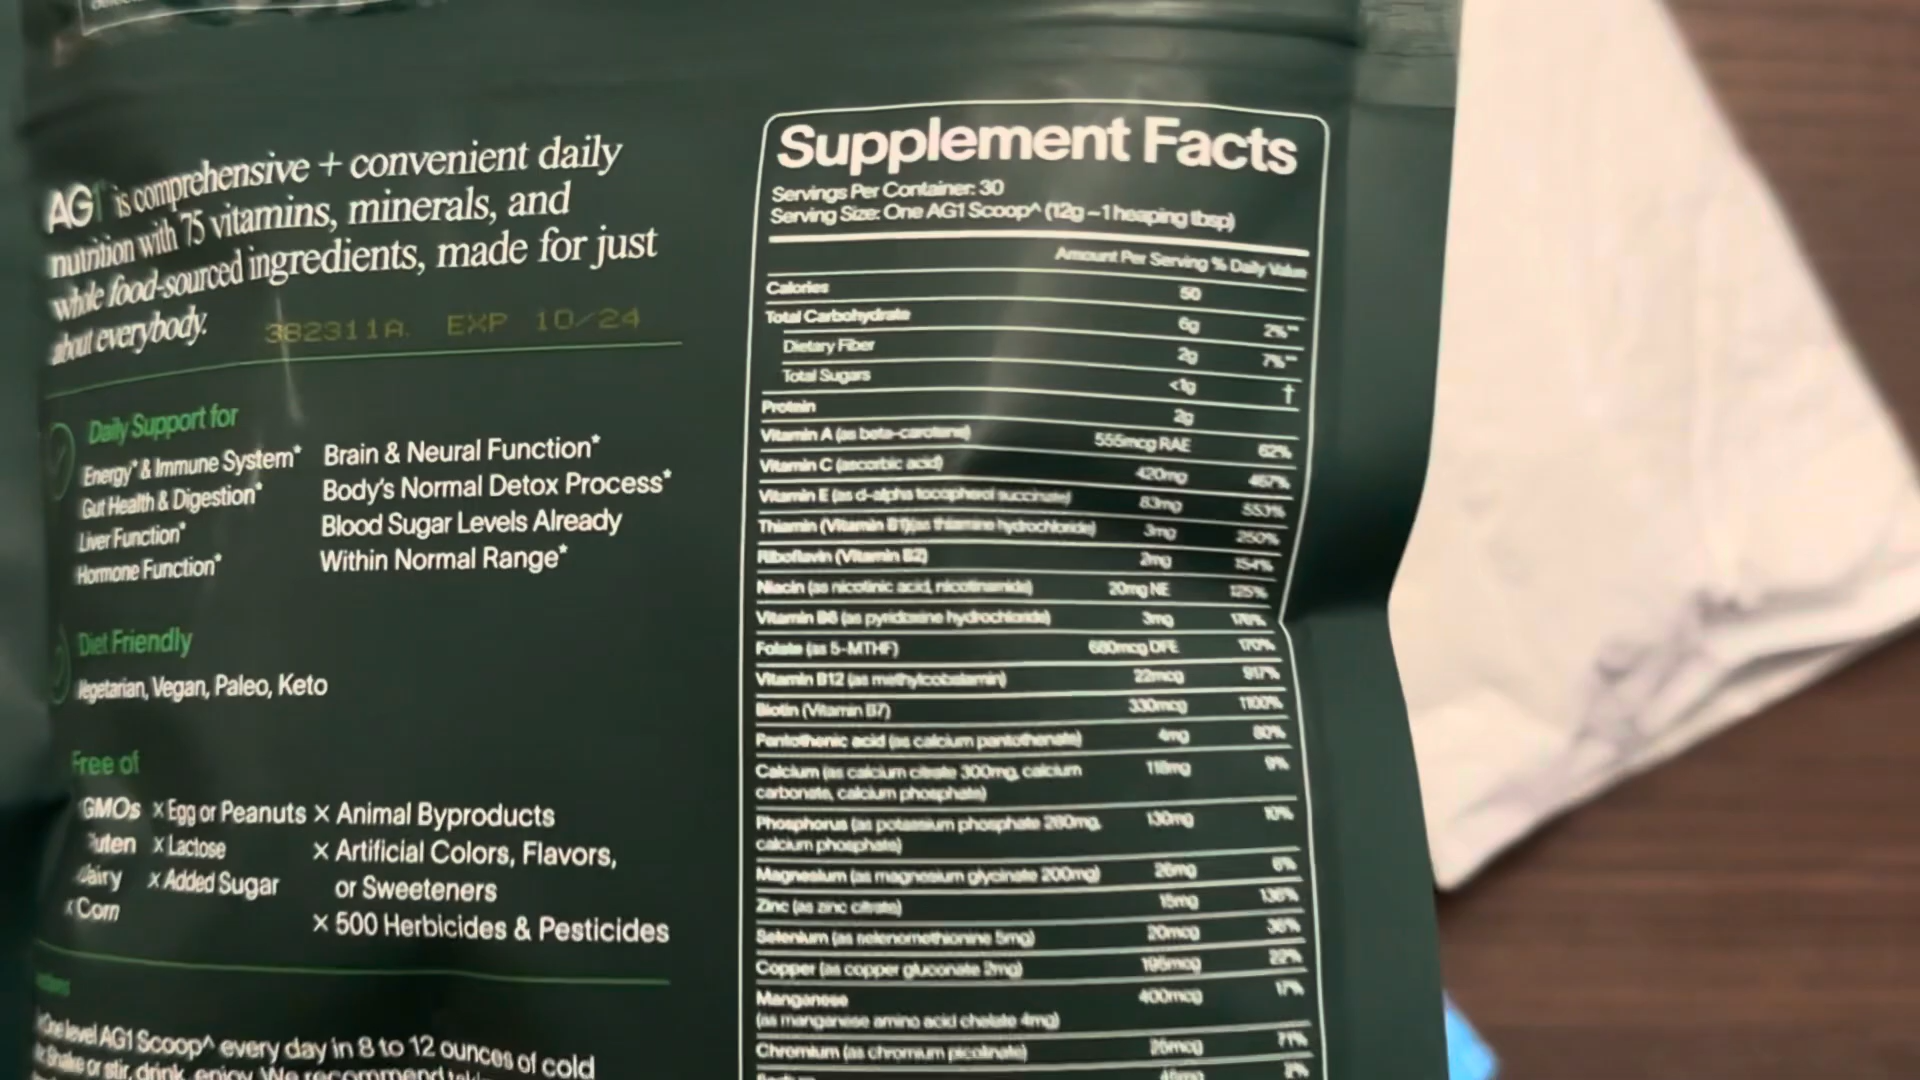 AG1 is comprehensive + convenient daily
nutrition with 75 vitamins, minerals, and
whole food-sourced ingredients, made for just
about everybody.
382311A. EXP 10/24
Daily Support for
Energy* & Immune System*
Gut Health & Digestion*
Liver Function*
Hormone Function*
Brain & Neural Function*
Body's Normal Detox Process*
Blood Sugar Levels Already
Within Normal Range*
Diet Friendly
Vegetarian, Vegan, Paleo, Keto
Free of
GMOs × Egg or Peanuts × Animal Byproducts
× Lactose × Artificial Colors, Flavors,
Dairy × Added Sugar or Sweeteners
× Corn × 500 Herbicides & Pesticides
One level AG1 Scoop^ every day in 8 to 12 ounces of cold
Shake or stir, drink, enjoy. We recommend
Supplement Facts
Servings Per Container: 30
Serving Size: One AG1 Scoop^ (12g ~ 1 heaping tbsp)
Amount Per Serving % Daily Value
Calories 50
Total Carbohydrate 6g 2%**
Dietary Fiber 2g 7%**
Total Sugars <1g †
Protein 2g
Vitamin A (as beta-carotene) 555mcg RAE 62%
Vitamin C (ascorbic acid) 420mg 467%
Vitamin E (as d-alpha tocopherol succinate) 83mg 553%
Thiamin (Vitamin B1)(as thiamine hydrochloride) 3mg 250%
Riboflavin (Vitamin B2) 2mg 154%
Niacin (as nicotinic acid, nicotinamide) 20mg NE 125%
Vitamin B6 (as pyridoxine hydrochloride) 3mg 176%
Folate (as 5-MTHF) 680mcg DFE 170%
Vitamin B12 (as methylcobalamin) 22mcg 917%
Biotin (Vitamin B7) 330mcg 1100%
Pantothenic acid (as calcium pantothenate) 4mg 80%
Calcium (as calcium citrate 300mg, calcium 118mg 9%
carbonate, calcium phosphate)
Phosphorus (as potassium phosphate 280mg, 130mg 10%
calcium phosphate)
Magnesium (as magnesium glycinate 200mg) 26mg 6%
Zinc (as zinc citrate) 15mg 136%
Selenium (as selenomethionine 5mg) 20mcg 36%
Copper (as copper gluconate 2mg) 195mcg 22%
Manganese 400mcg 17%
(as manganese amino acid chelate 4mg)
Chromium (as chromium picolinate) 25mcg 71%
2%